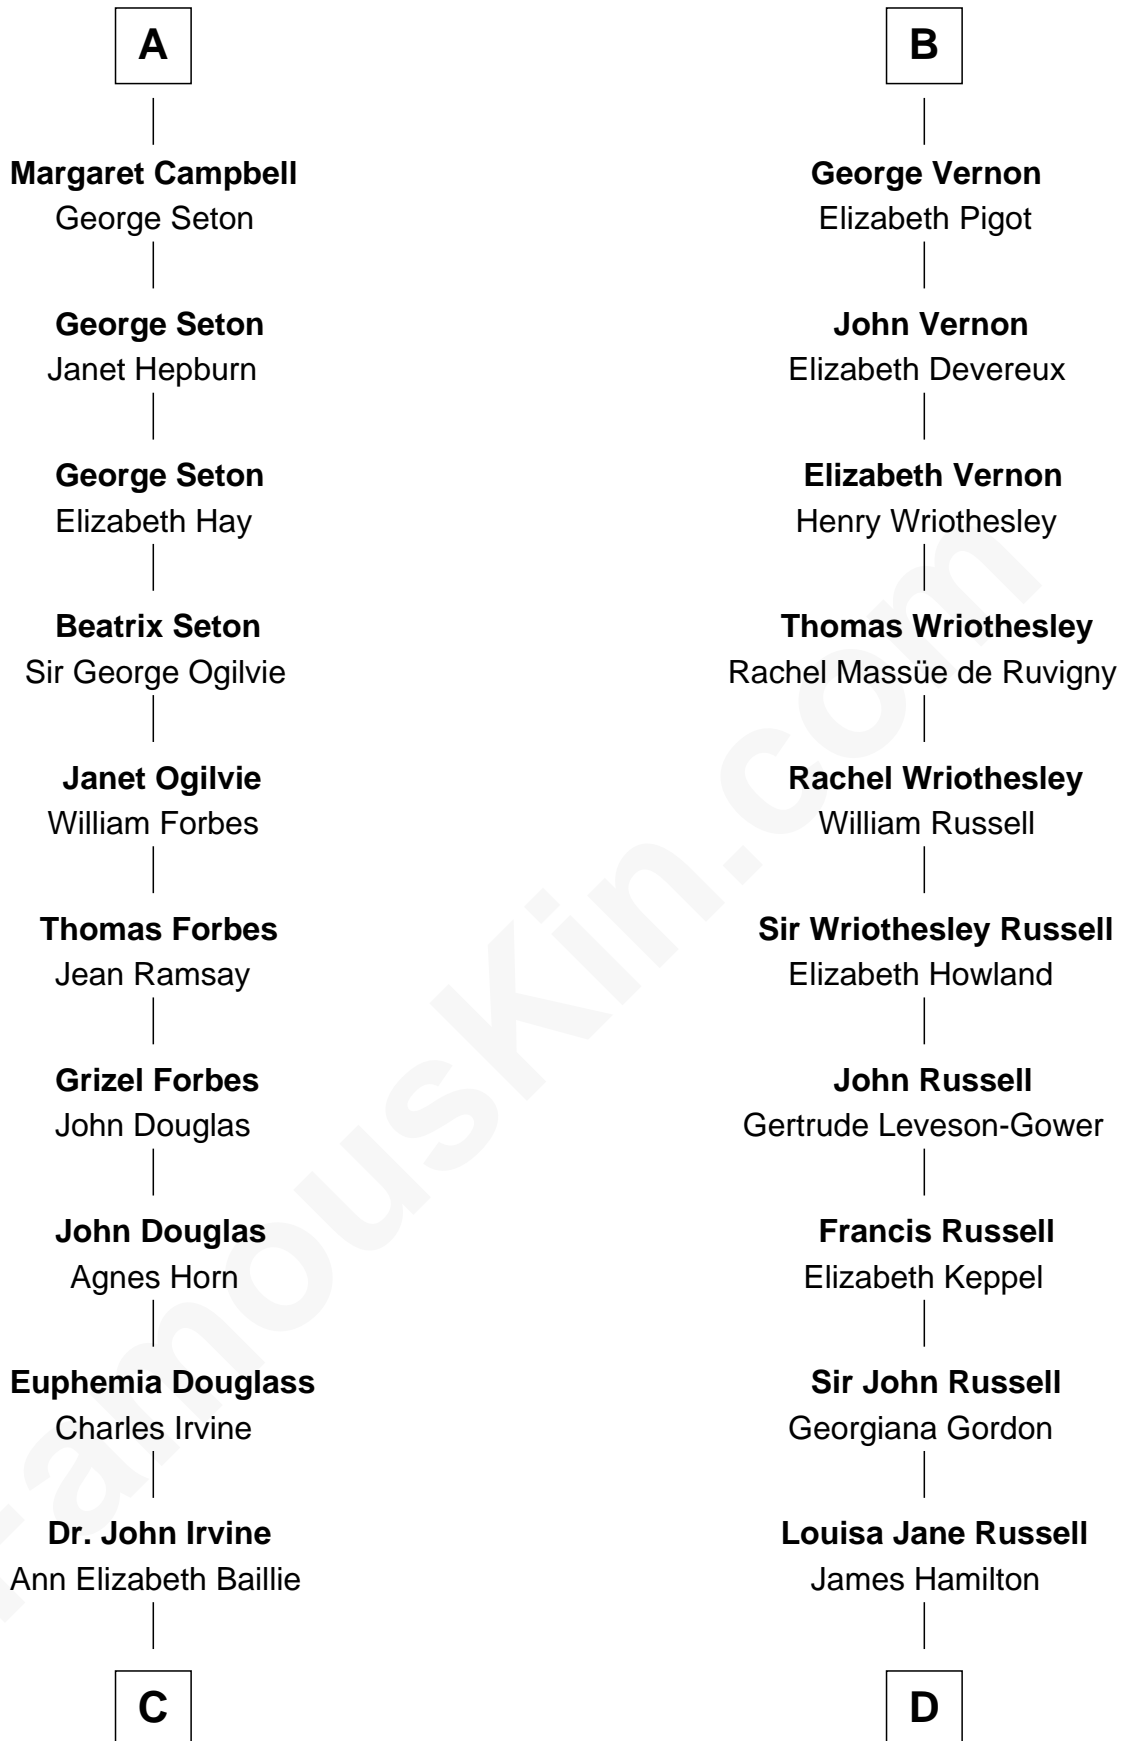 A
Margaret Campbell
George Seton
George Seton
Janet Hepburn
George Seton
Elizabeth Hay
Beatrix Seton
Sir George Ogilvie
Janet Ogilvie
William Forbes
Thomas Forbes
Jean Ramsay
Grizel Forbes
John Douglas
John Douglas
Agnes Horn
Euphemia Douglass
Charles Irvine
Dr. John Irvine
Ann Elizabeth Baillie
C
B
George Vernon
Elizabeth Pigot
John Vernon
Elizabeth Devereux
Elizabeth Vernon
Henry Wriothesley
Thomas Wriothesley
Rachel Massüe de Ruvigny
Rachel Wriothesley
William Russell
Sir Wriothesley Russell
Elizabeth Howland
John Russell
Gertrude Leveson-Gower
Francis Russell
Elizabeth Keppel
Sir John Russell
Georgiana Gordon
Louisa Jane Russell
James Hamilton
D
FamousKin.com